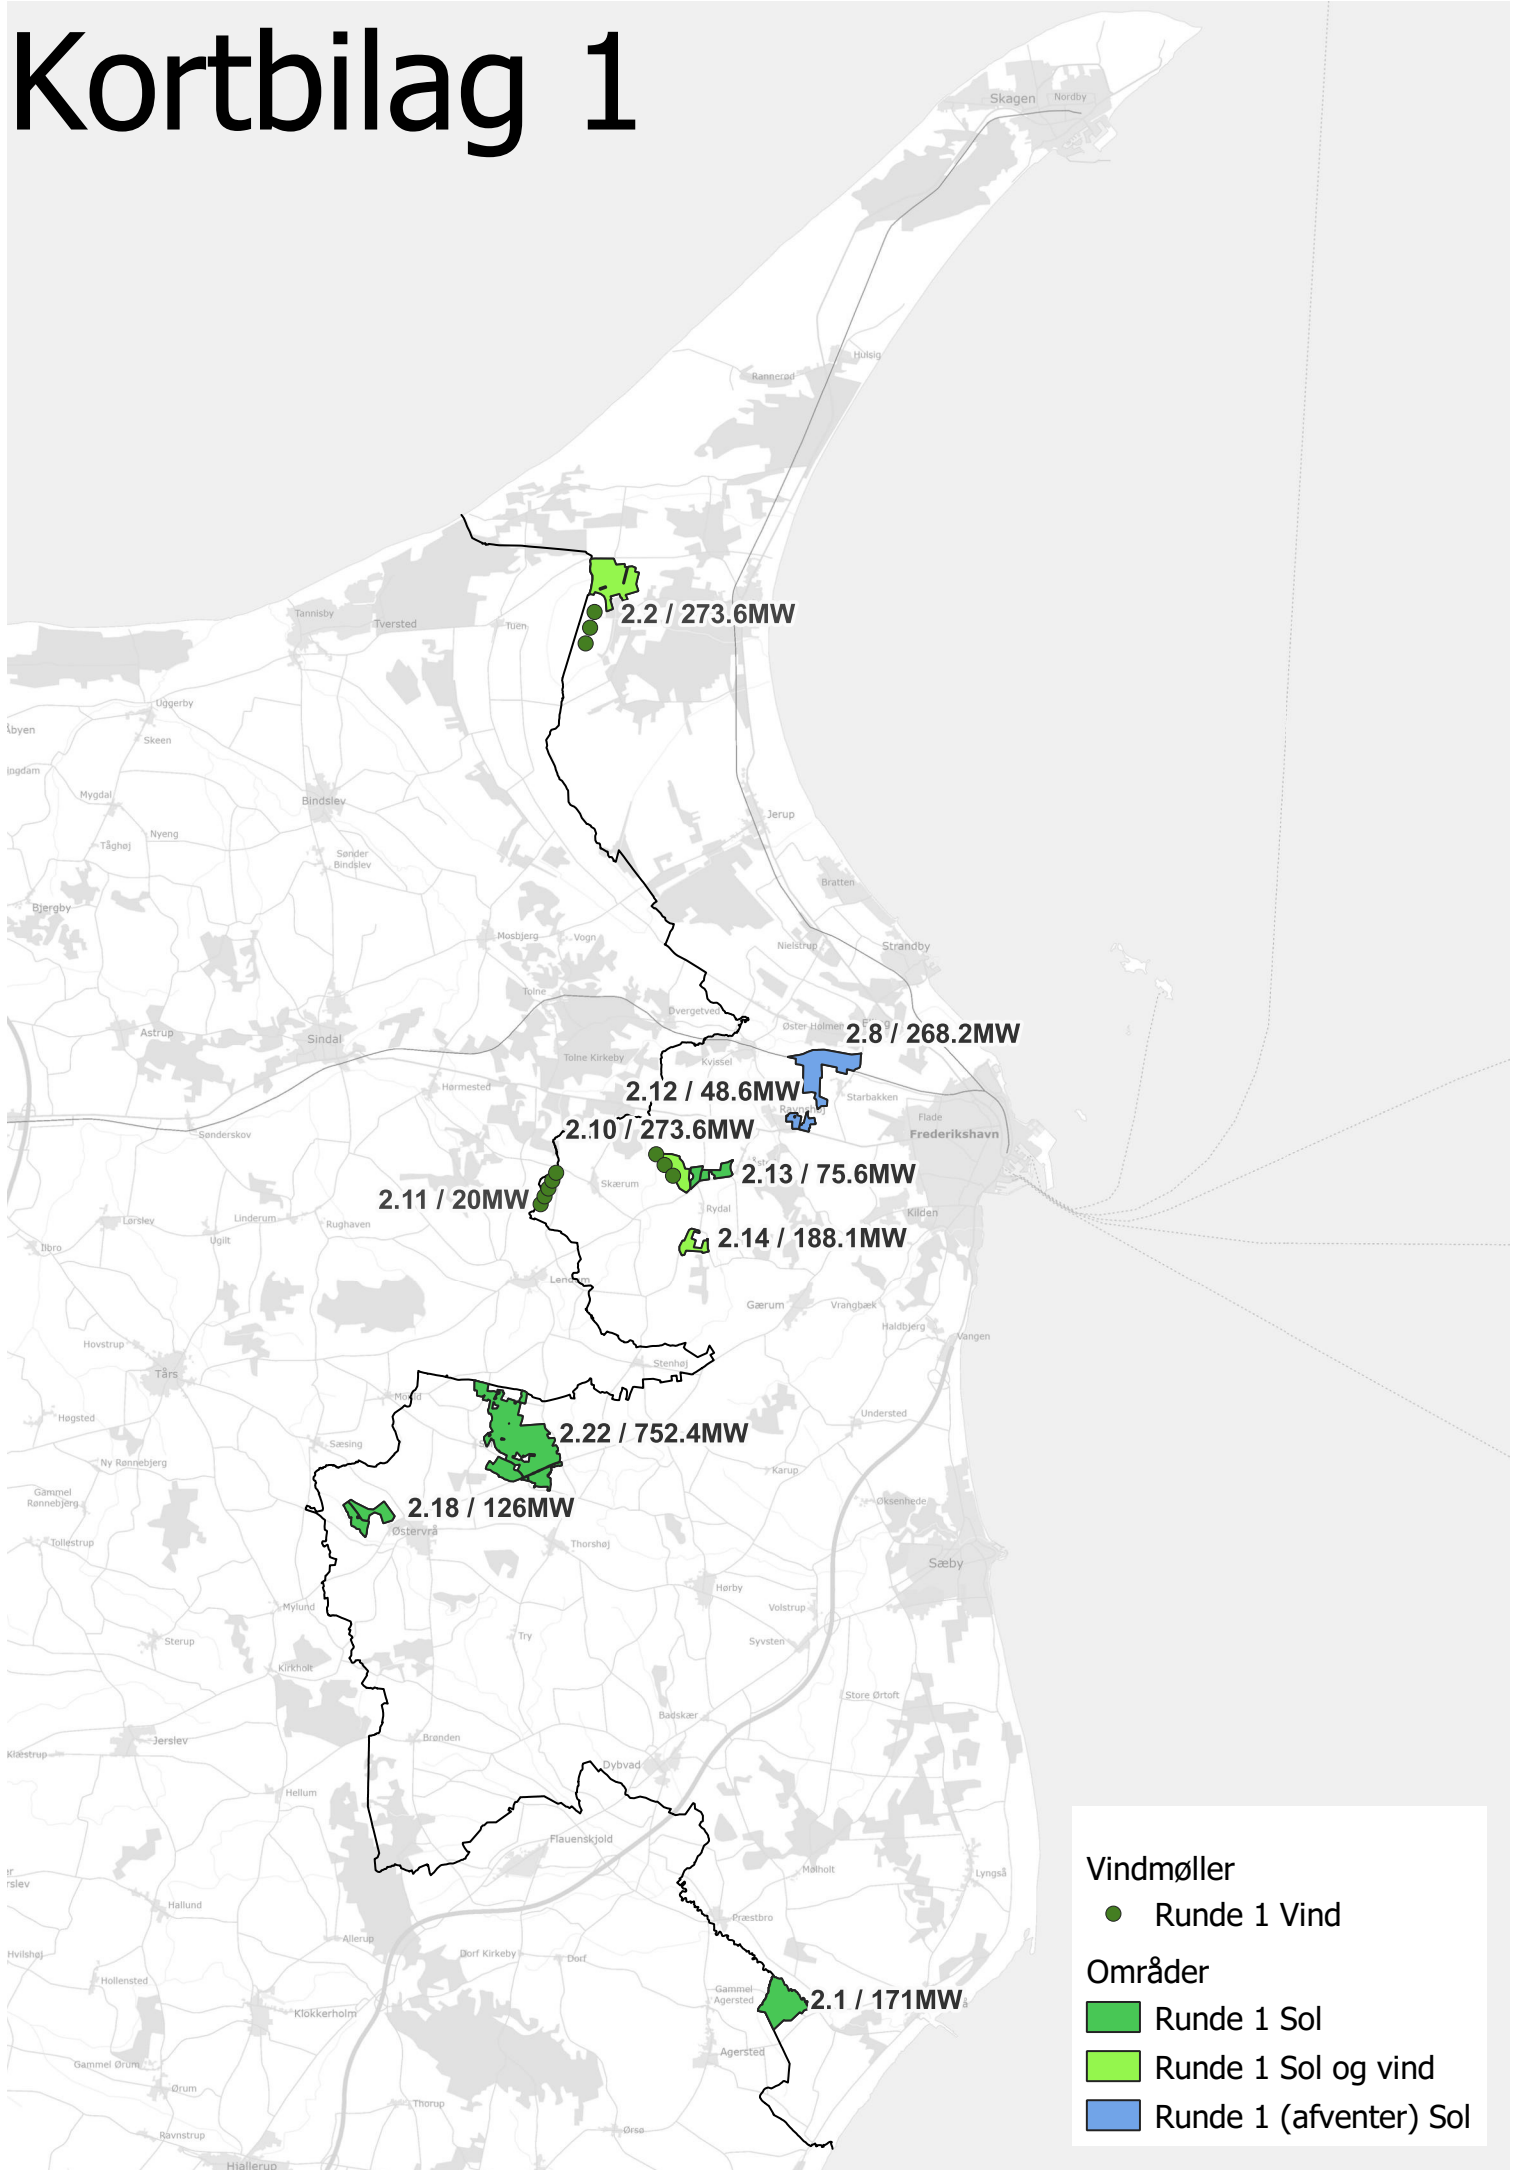 Kortbilag 1
Skagen
Nordby
Hulsig
Rannerød
Tannisby
Tversted
Tuen
2.2 / 273.6MW
Uggerby
Åbyen
Skeen
ingdam
Mygdal
Bindslev
Jerup
Nyeng
Tåghøj
Sønder
Bindslev
Bratten
Bjergby
Mosbjerg
Vogn
Nielstrup
Strandby
Tolne
Dvergetved
Astrup
Sindal
Øster Holmen
2.8 / 268.2MW
Tolne Kirkeby
Kvissel
Hørmested
2.12 / 48.6MW
Starbakken
Ravnshøj
Flade
Sønderskov
2.10 / 273.6MW
Frederikshavn
2.13 / 75.6MW
Skærum
2.11 / 20MW
Rydal
Kilden
Lørslev
Linderum
Rughaven
Ugilt
Ilbro
2.14 / 188.1MW
Lendum
Gærum
Vrangbæk
Haldbjerg
Vangen
Hovstrup
Stenhøj
Tårs
Høgsted
Understed
2.22 / 752.4MW
Sæsing
Ny Rønnebjerg
Karup
Gammel
Rønnebjerg
Øksenhede
2.18 / 126MW
Østervrå
Tollestrup
Thorshøj
Sæby
Hørby
Mylund
Volstrup
Try
Sterup
Syvsten
Kirkholt
Store Ørtoft
Badskær
Brønden
Jerslev
Klæstrup
Dybvad
Hellum
Flauenskjold
Mølholt
Lyngså
rslev
Hallund
Præstbro
Allerup
Hvilshøj
Dorf Kirkeby
Dorf
Hollensted
Gammel
Agersted
2.1 / 171MW
Klokkerholm
Agersted
Gammel Ørum
Ørum
Thorup
Ørsø
Ravnstrup
Hjallerup
Vindmøller
Runde 1 Vind
Områder
Runde 1 Sol
Runde 1 Sol og vind
Runde 1 (afventer) Sol